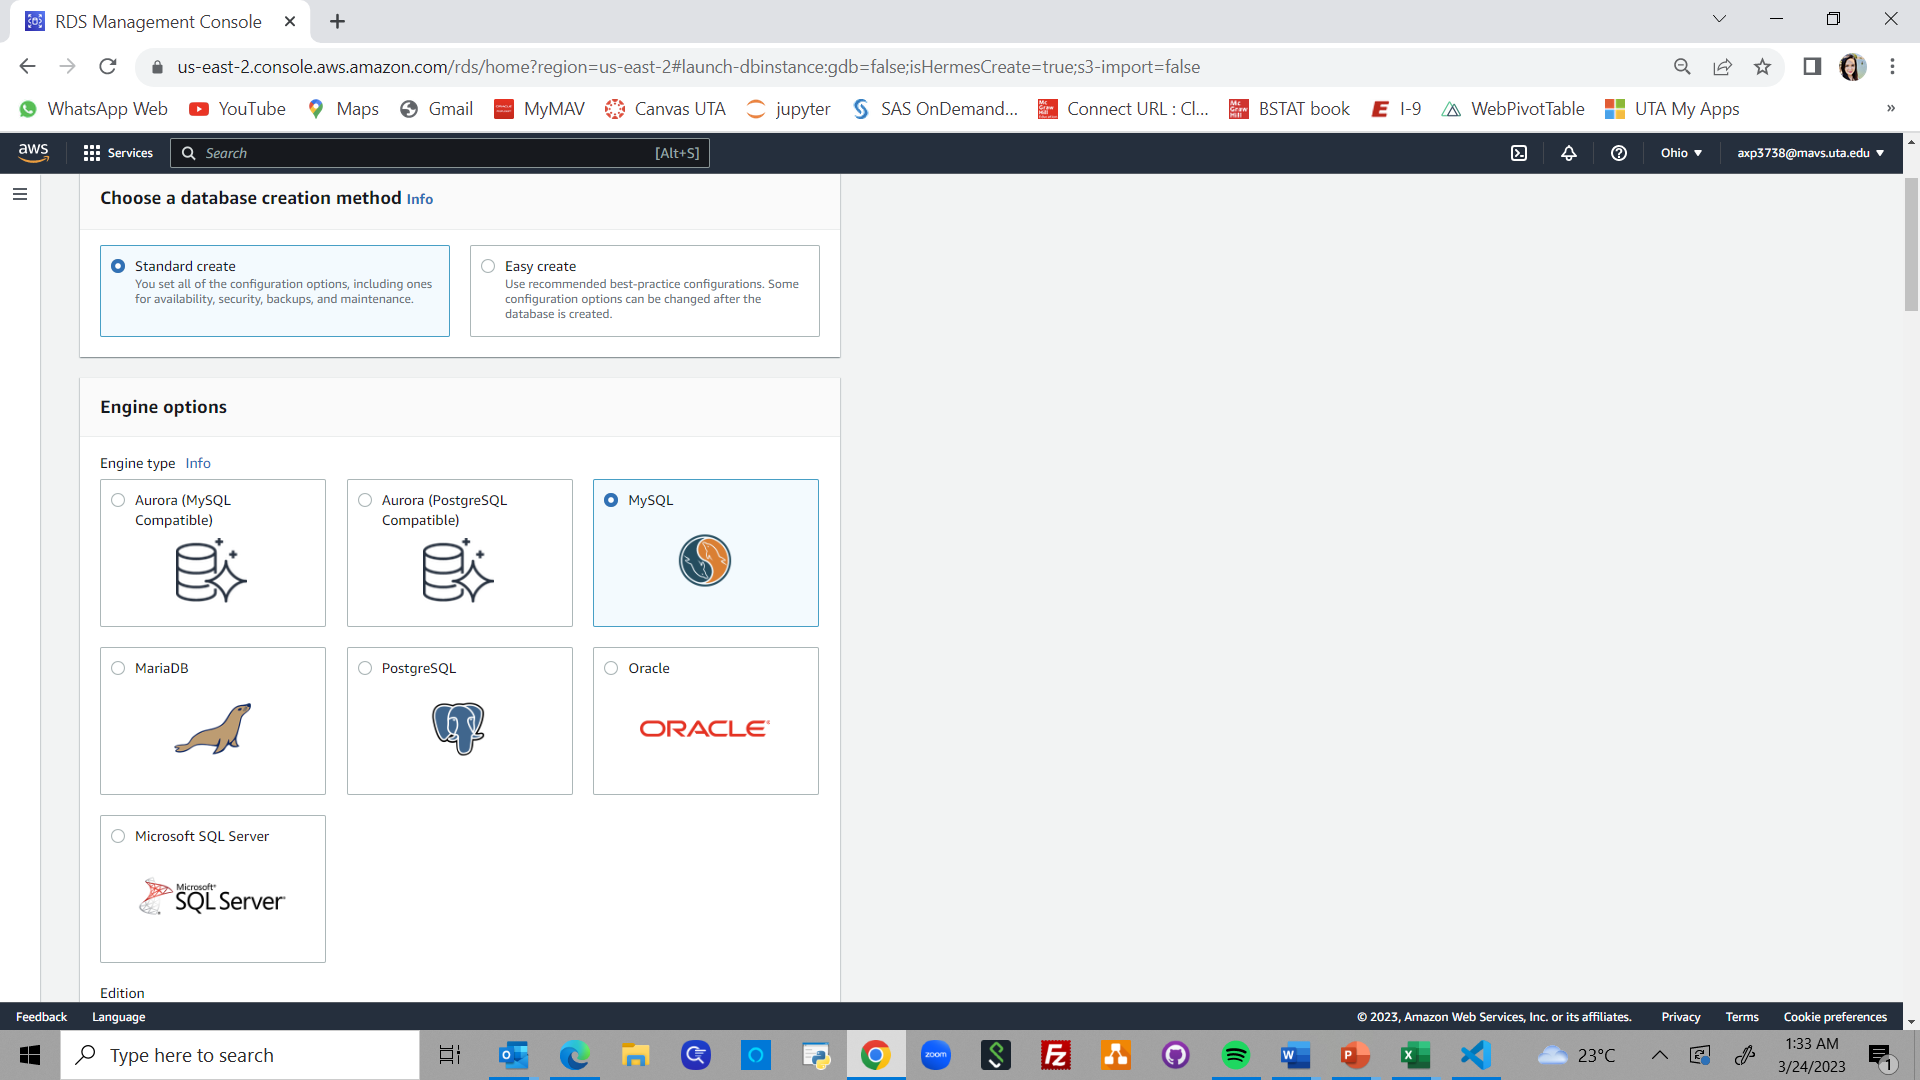 RDS Management Console
us-east-2.console.aws.amazon.com/rds/home?region=us-east-2#launch-dbinstance:gdb=false;isHermesCreate=true;s3-import=false
WhatsApp Web YouTube Maps Gmail MyMAV Canvas UTA jupyter SAS OnDemand... Connect URL : Cl... BSTAT book I-9 WebPivotTable UTA My Apps »
aws Services Search [Alt+S] Ohio axp3738@mavs.uta.edu
Choose a database creation method Info
Standard create
You set all of the configuration options, including ones
for availability, security, backups, and maintenance.
Easy create
Use recommended best-practice configurations. Some
configuration options can be changed after the
database is created.
Engine options
Engine type Info
Aurora (MySQL
Compatible)
Aurora (PostgreSQL
Compatible)
MySQL
MariaDB
PostgreSQL
Oracle
ORACLE
Microsoft SQL Server
Microsoft
SQL Server
Edition
Feedback Language © 2023, Amazon Web Services, Inc. or its affiliates. Privacy Terms Cookie preferences
Type here to search
zoom
23°C
1:33 AM
3/24/2023
1